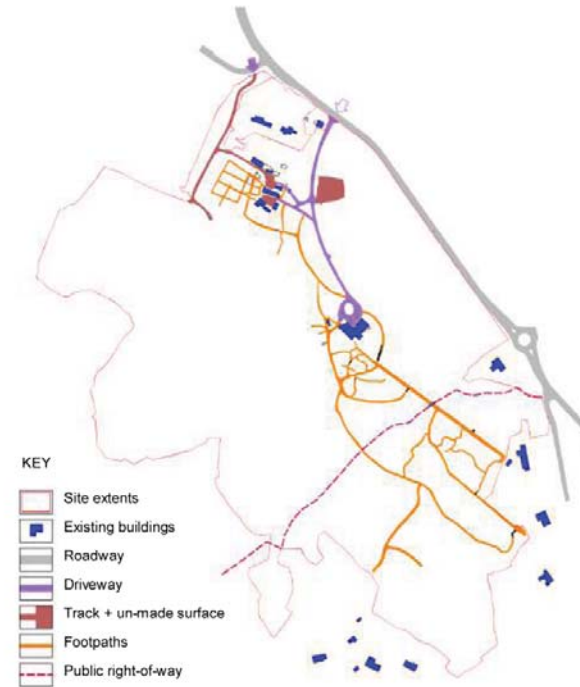 KEY
Site extents
Existing buildings
Roadway
Driveway
Track + un-made surface
Footpaths
Public right-of-way